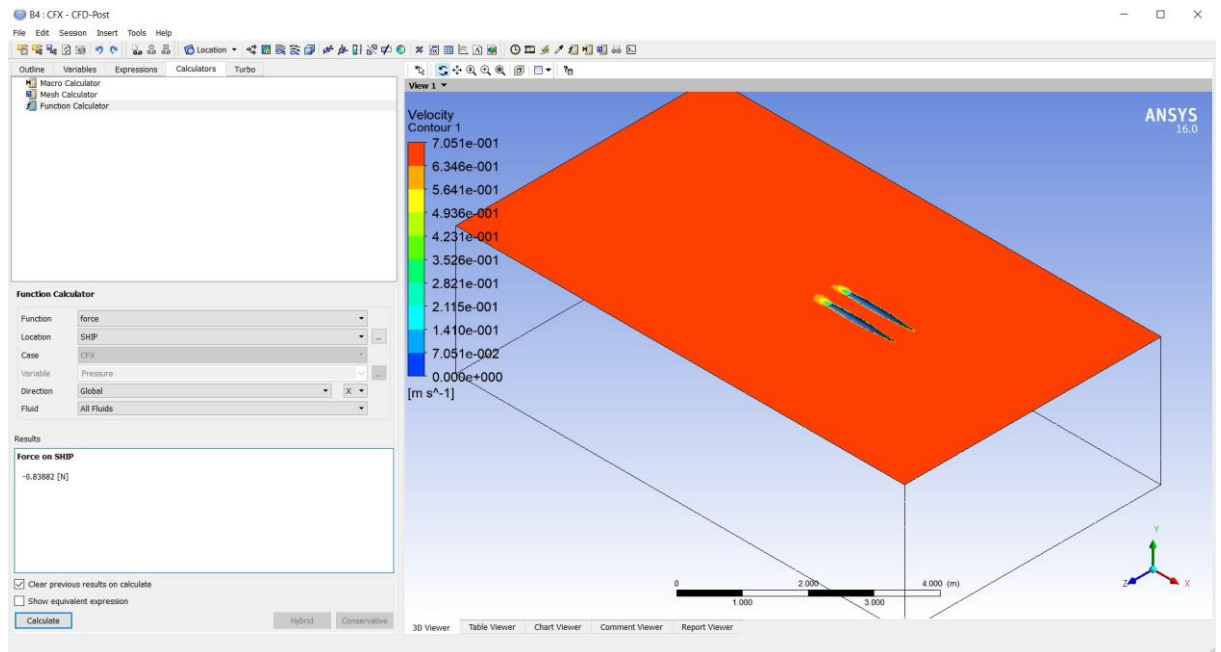 B4 : CFX - CFD-Post
File Edit Session Insert Tools Help
Location
Outline Variables Expressions Calculators Turbo
Macro Calculator
Mesh Calculator
Function Calculator
Function Calculator
Function force
Location SHIP ...
Case CFX
Variable Pressure ...
Direction Global X
Fluid All Fluids
Results
Force on SHIP
-0.83882 [N]
Clear previous results on calculate
Show equivalent expression
Calculate Hybrid Conservative
View 1
Velocity
Contour 1
7.051e-001
6.346e-001
5.641e-001
4.936e-001
4.231e-001
3.526e-001
2.821e-001
2.115e-001
1.410e-001
7.051e-002
0.000e+000
[m s^-1]
ANSYS
16.0
Y
Z X
0 2.000 4.000 (m)
1.000 3.000
3D Viewer Table Viewer Chart Viewer Comment Viewer Report Viewer